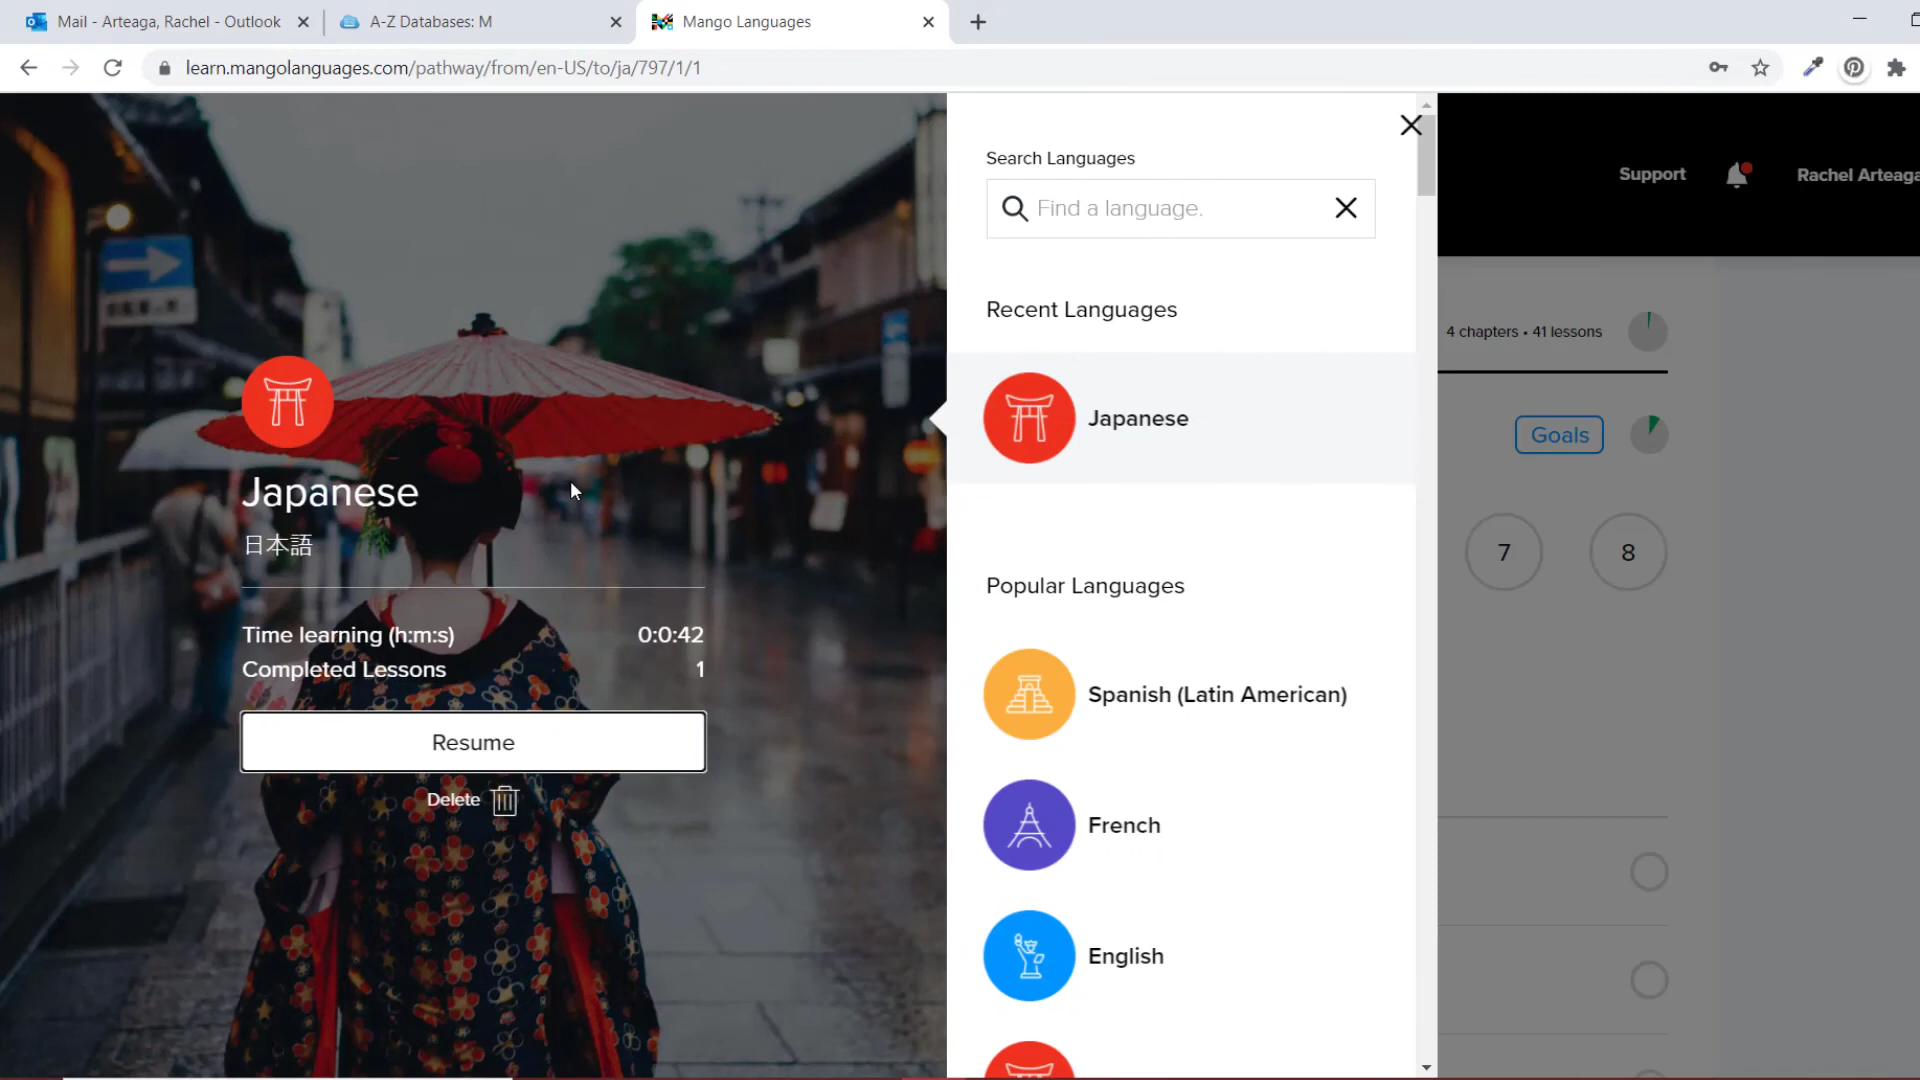 Mail - Arteaga, Rachel - Outlook
A-Z Databases: M
Mango Languages
learn.mangolanguages.com/pathway/from/en-US/to/ja/797/1/1
Search Languages
Find a language.
Support
Rachel Arteaga
Recent Languages
4 chapters • 41 lessons
Japanese
Goals
Japanese
日本語
7
8
Popular Languages
Time learning (h:m:s) 0:0:42
Completed Lessons 1
Spanish (Latin American)
Resume
Delete
French
English